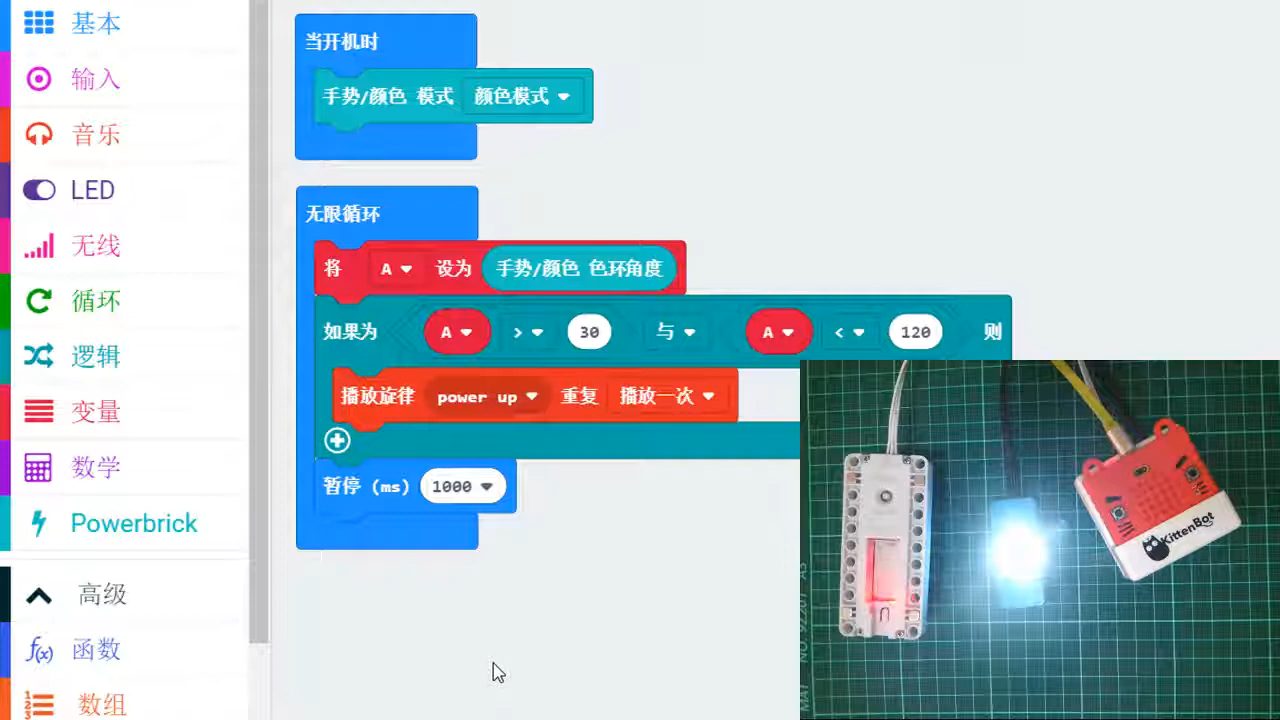 基本
输入
音乐
LED
无线
循环
逻辑
变量
数学
Powerbrick
高级
函数
数组
当开机时
手势/颜色 模式 颜色模式
无限循环
将 A 设为 手势/颜色 色环角度
如果为 A > 30 与 A < 120 则
播放旋律 power up 重复 播放一次
暂停 (ms) 1000
KittenBot
A3